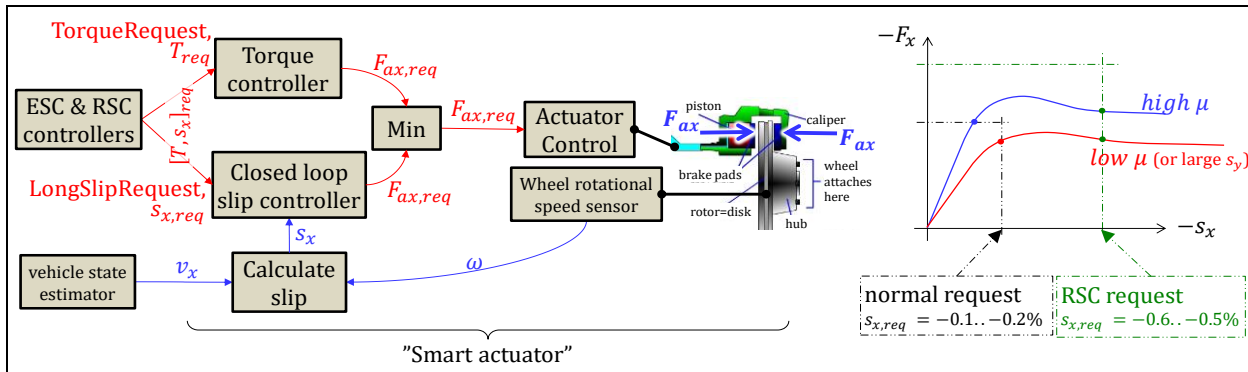 TorqueRequest,
T_req
ESC & RSC
controllers
[T, s_x]_req
LongSlipRequest,
s_x,req
Torque
controller
Closed loop
slip controller
F_ax,req
F_ax,req
Min
F_ax,req
Actuator
Control
Wheel rotational
speed sensor
s_x
vehicle state
estimator
v_x
Calculate
slip
ω
"Smart actuator"
piston
caliper
F_ax
F_ax
brake pads
wheel
attaches
here
rotor=disk
hub
−F_x
high μ
low μ (or large s_y)
−s_x
normal request
s_x,req = −0.1.. −0.2%
RSC request
s_x,req = −0.6.. −0.5%